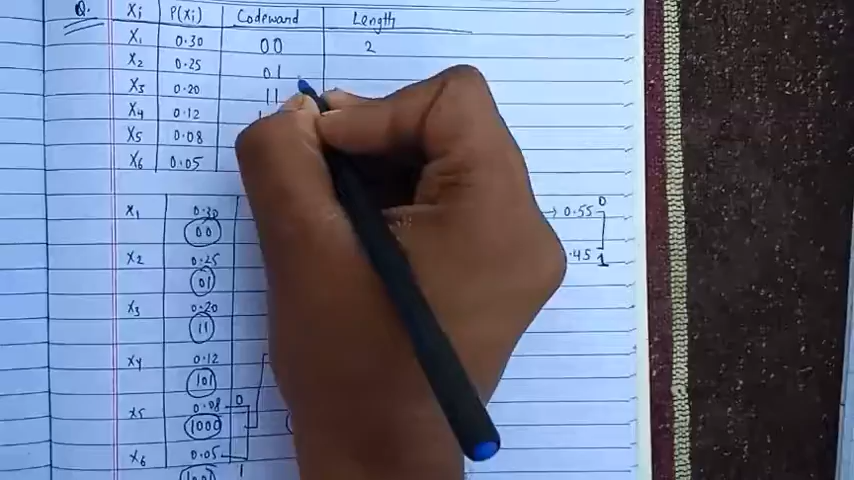 Q. Xi P(Xi) Codeword Length
X1 0.30 00 2
X2 0.25 01
X3 0.20 11
X4 0.12 1
X5 0.08
X6 0.05
X1 0.30
00
X2 0.25
01
X3 0.20
11
X4 0.12
101
X5 0.08 0
1000
X6 0.05 1
→ 0.55 0
.45 1